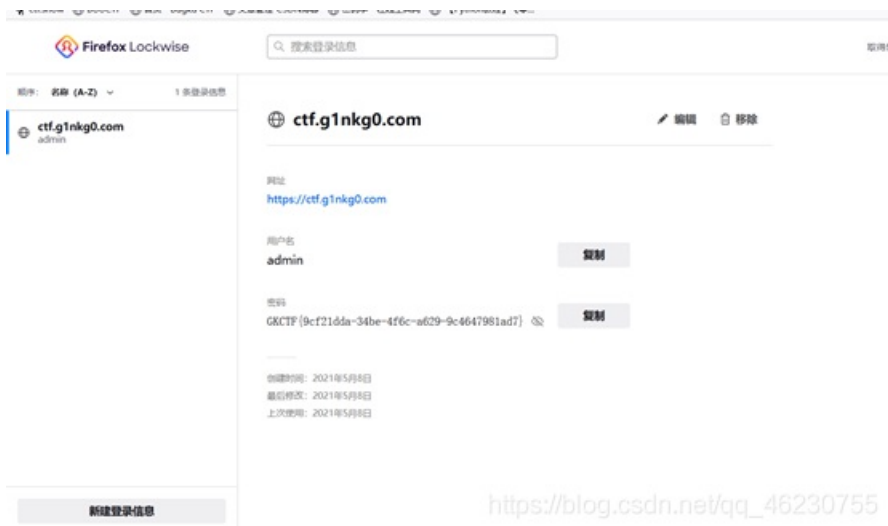 Firefox Lockwise
搜索登录信息
顺序: 名称 (A-Z)
1 条登录信息
ctf.g1nkg0.com
admin
ctf.g1nkg0.com
编辑
移除
网址
https://ctf.g1nkg0.com
用户名
admin
复制
密码
GKCTF{9cf21dda-34be-4f6c-a629-9c4647981ad7}
复制
创建时间: 2021年5月8日
最后修改: 2021年5月8日
上次使用: 2021年5月8日
新建登录信息
https://blog.csdn.net/qq_46230755